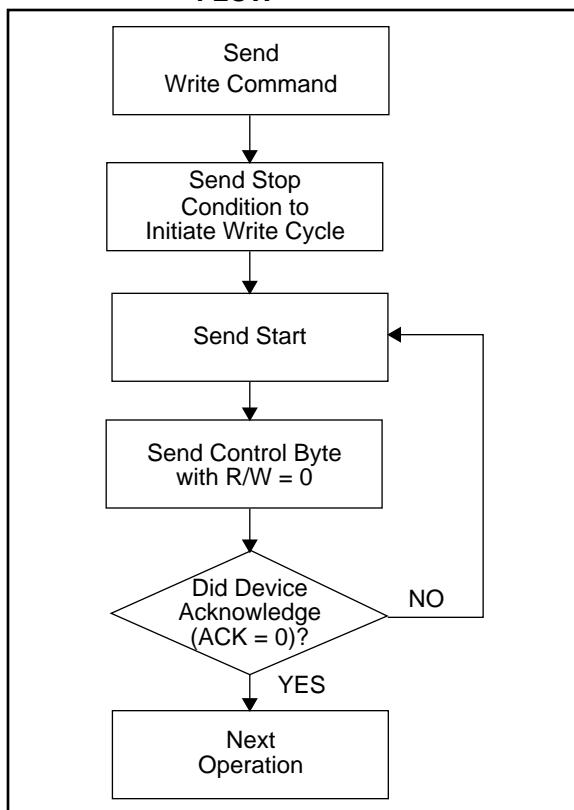 FLOW
Send
Write Command
Send Stop
Condition to
Initiate Write Cycle
Send Start
Send Control Byte
with R/W = 0
Did Device
Acknowledge
(ACK = 0)?
NO
YES
Next
Operation